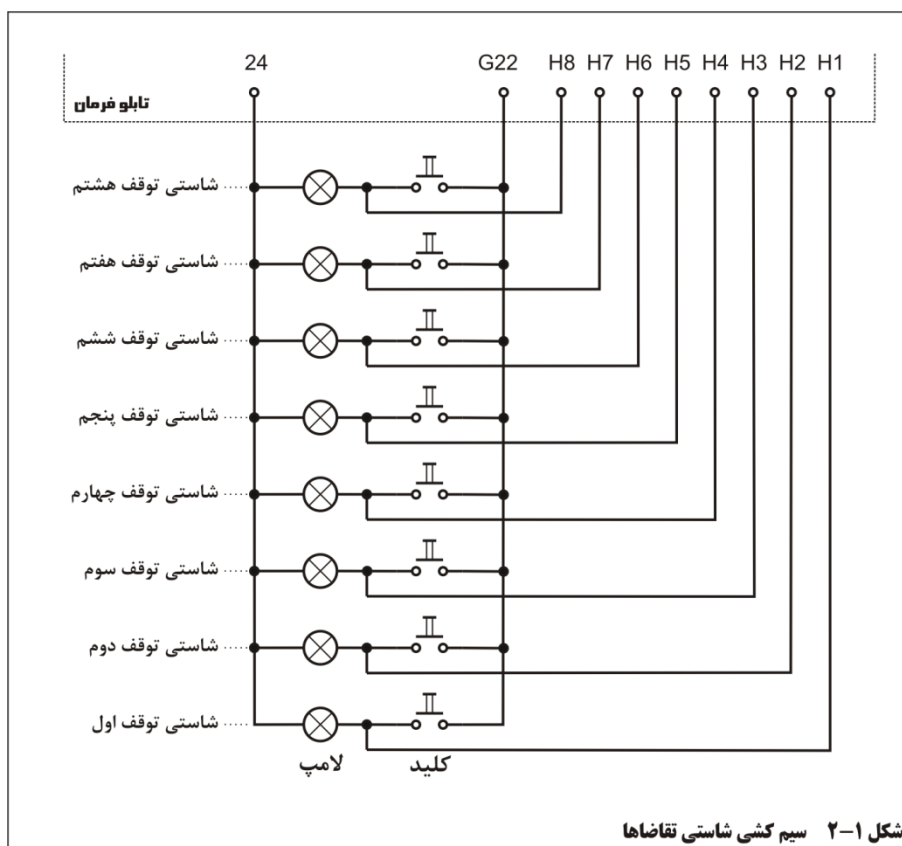 24 G22 H8 H7 H6 H5 H4 H3 H2 H1
تابلو فرمان
شاستی توقف هشتم
شاستی توقف هفتم
شاستی توقف ششم
شاستی توقف پنجم
شاستی توقف چهارم
شاستی توقف سوم
شاستی توقف دوم
شاستی توقف اول
لامپ کلید
شکل ۱-۲ سیم کشی شاستی تقاضاها